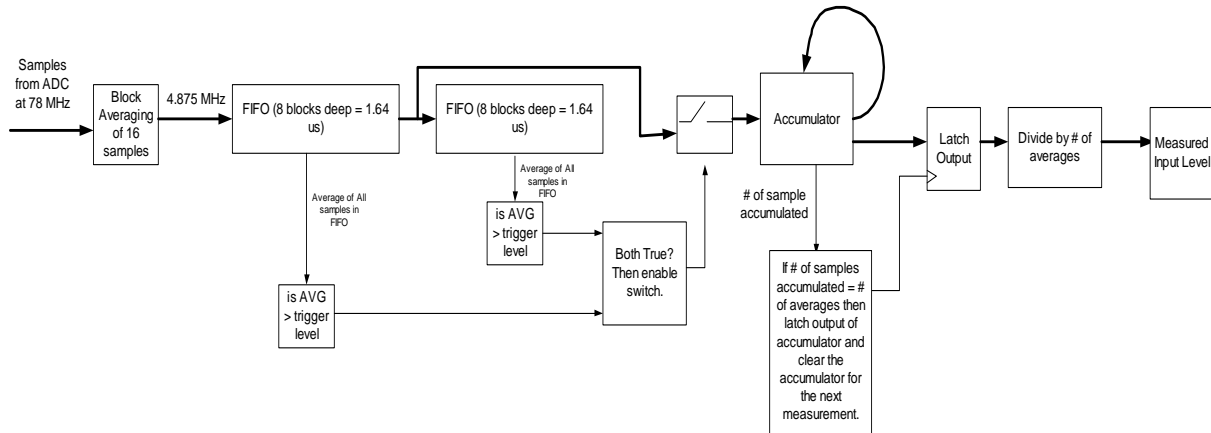 Samples
from ADC
at 78 MHz
Block
Averaging
of 16
samples
4.875 MHz
FIFO (8 blocks deep = 1.64
us)
FIFO (8 blocks deep = 1.64
us)
Average of All
samples in
FIFO
is AVG
> trigger
level
Average of All
samples in
FIFO
is AVG
> trigger
level
Both True?
Then enable
switch.
Accumulator
# of sample
accumulated
If # of samples
accumulated = #
of averages then
latch output of
accumulator and
clear the
accumulator for
the next
measurement.
Latch
Output
Divide by # of
averages
Measured
Input Level